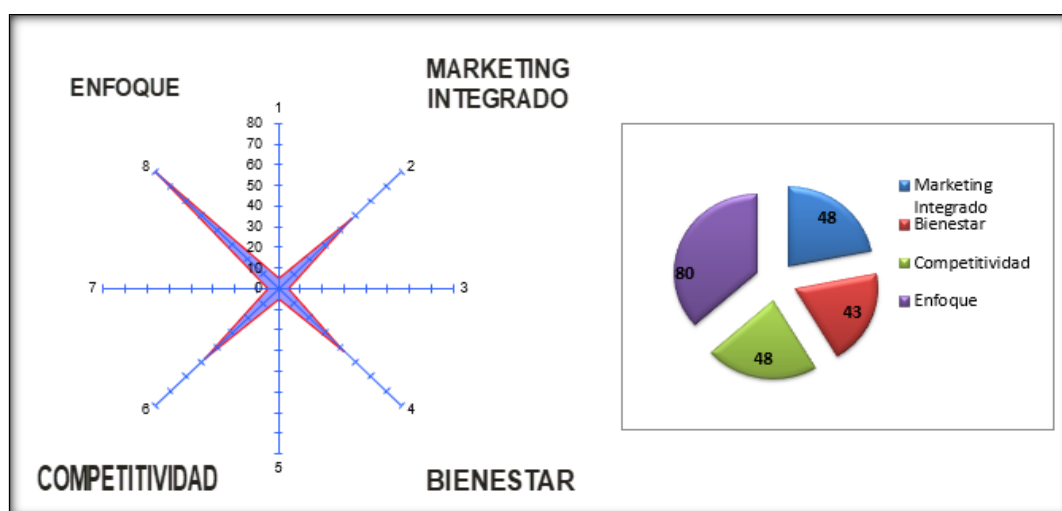 ENFOQUE
MARKETING
INTEGRADO
1
80
70
60
50
40
30
20
10
0
8
2
7
3
6
4
5
COMPETITIVIDAD
BIENESTAR
48
43
48
80
Marketing
Integrado
Bienestar
Competitividad
Enfoque